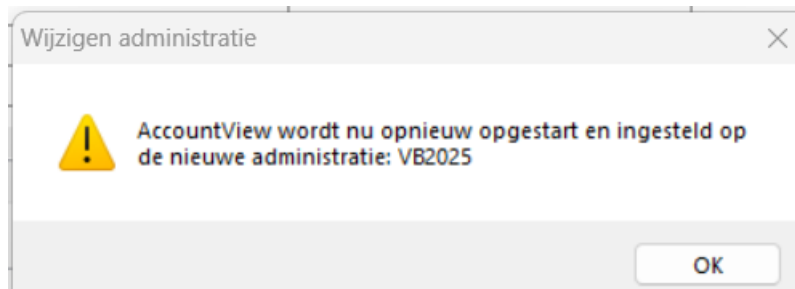 Wijzigen administratie
AccountView wordt nu opnieuw opgestart en ingesteld op
de nieuwe administratie: VB2025
OK